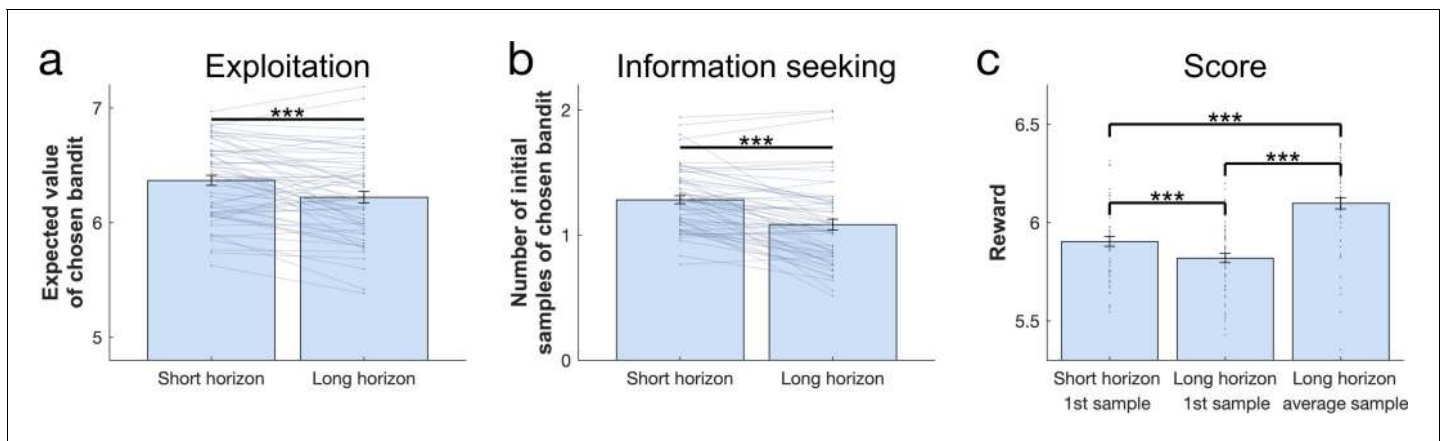 a
Exploitation
Expected value
of chosen bandit
7
6
5
***
Short horizon
Long horizon
b
Information seeking
Number of initial
samples of chosen bandit
2
1
0
***
Short horizon
Long horizon
c
Score
Reward
6.5
6
5.5
***
***
***
Short horizon
1st sample
Long horizon
1st sample
Long horizon
average sample